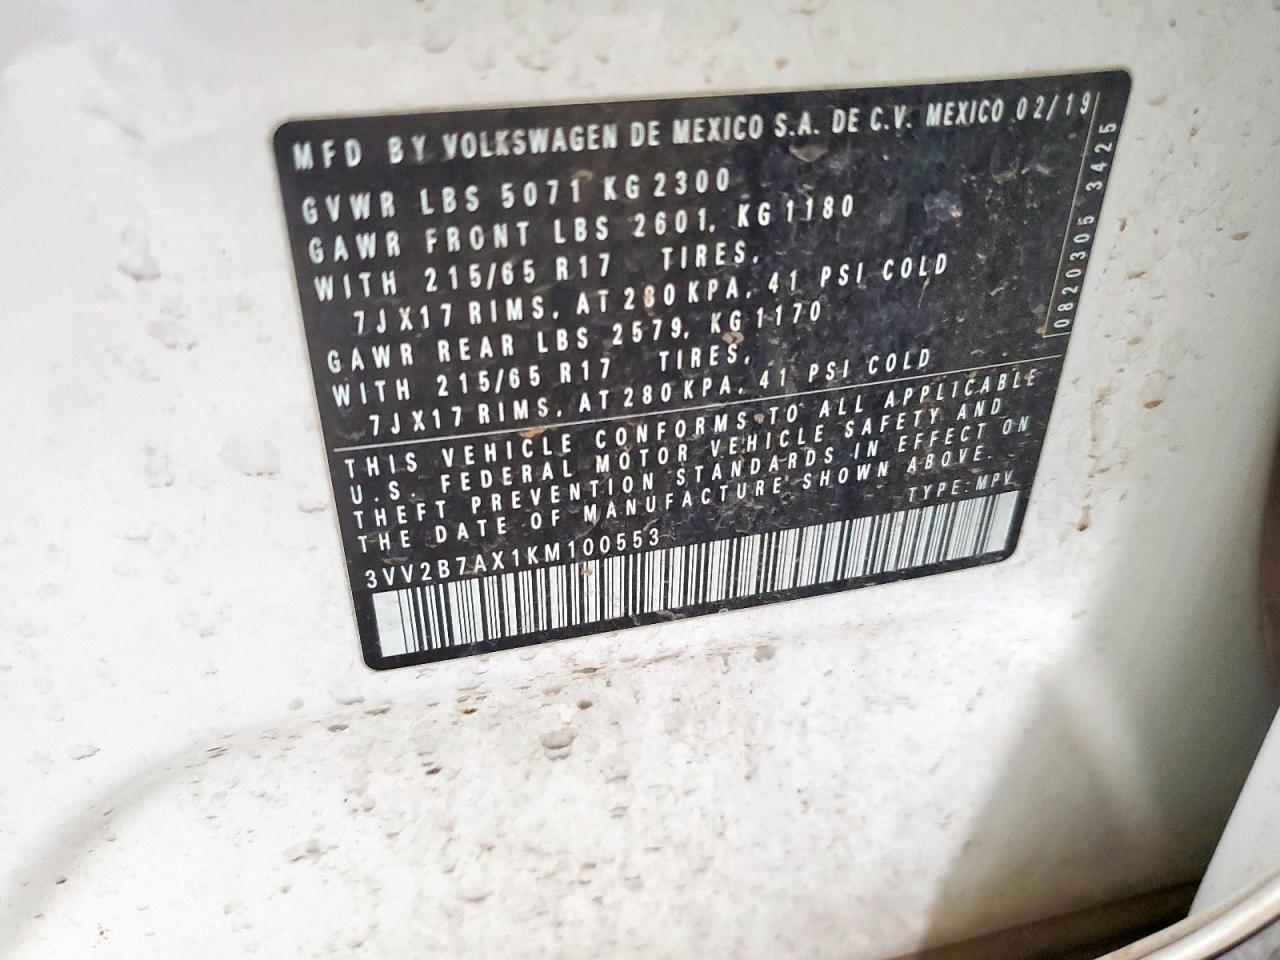 MFD BY VOLKSWAGEN DE MEXICO S.A. DE C.V. MEXICO 02/19
GVWR LBS 5071 KG 2300
GAWR FRONT LBS 2601, KG 1180
WITH 215/65 R17 TIRES,
7J X17 RIMS, AT 280 KPA, 41 PSI COLD
GAWR REAR LBS 2579, KG 1170
WITH 215/65 R17 TIRES,
7J X17 RIMS, AT 280 KPA, 41 PSI COLD
0820305 3425
THIS VEHICLE CONFORMS TO ALL APPLICABLE
U.S. FEDERAL MOTOR VEHICLE SAFETY AND
THEFT PREVENTION STANDARDS IN EFFECT ON
THE DATE OF MANUFACTURE SHOWN ABOVE.
TYPE: MPV
3VV2B7AX1KM100553